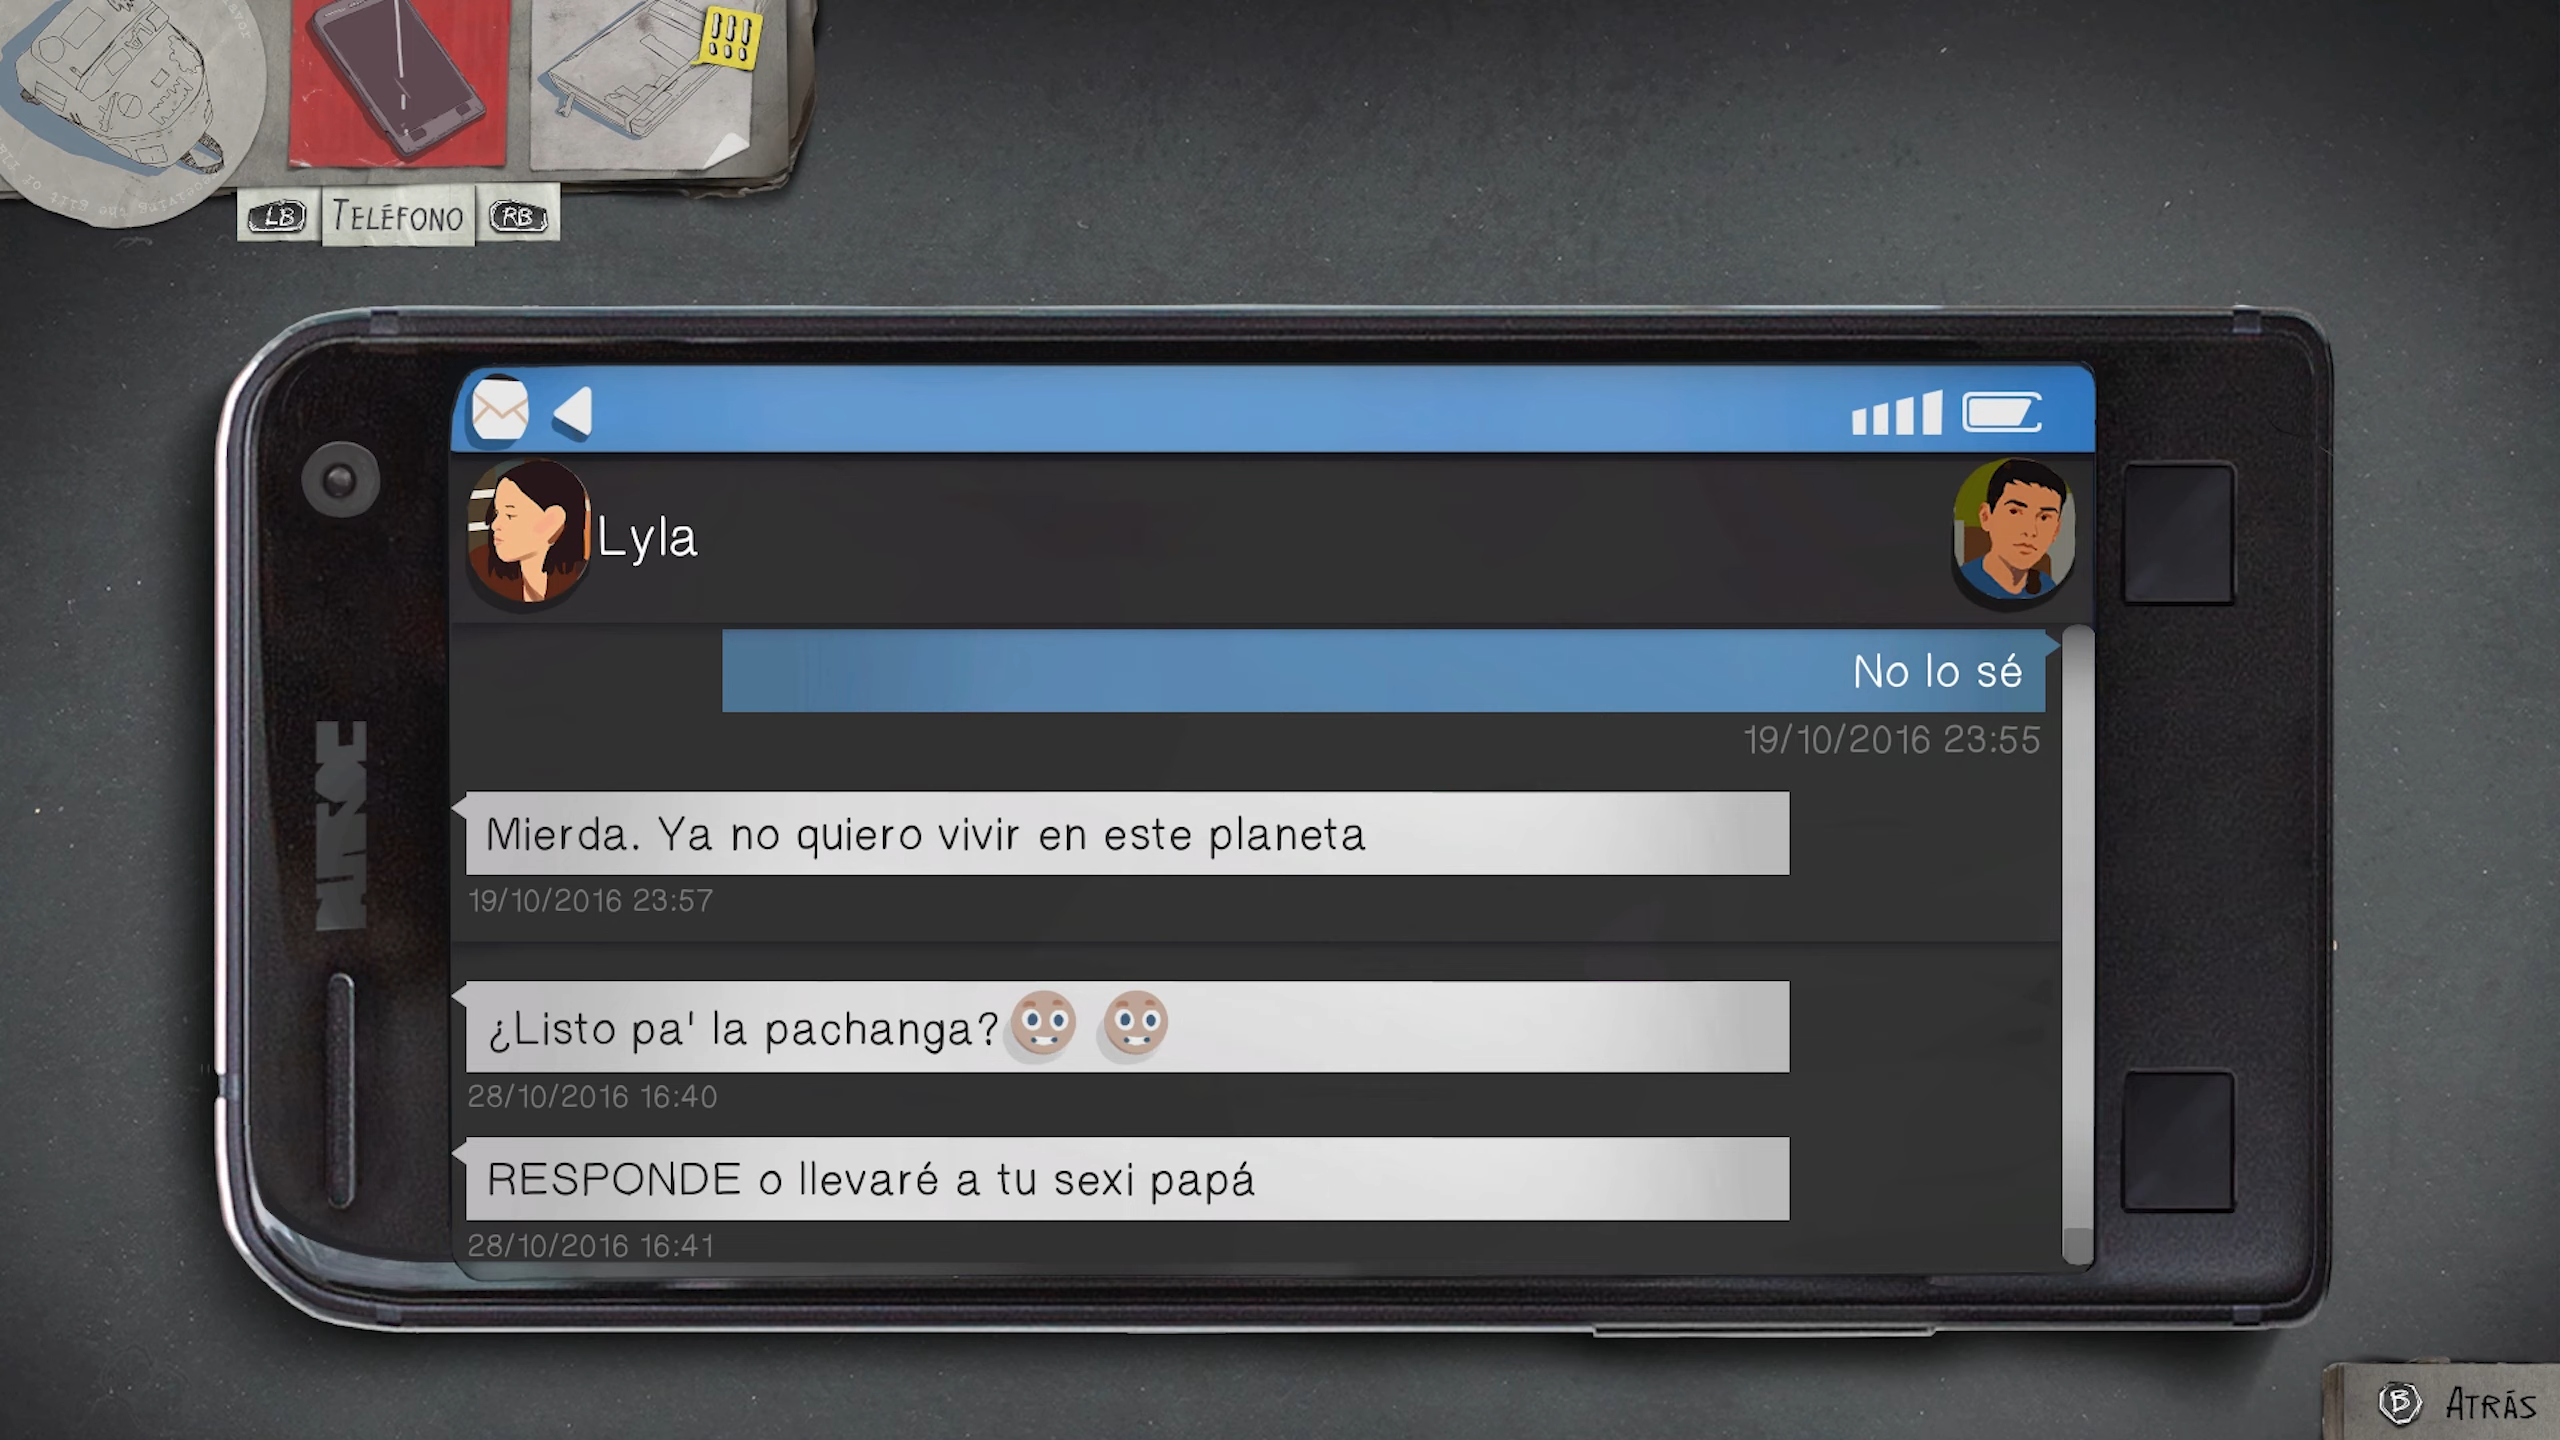 LB TELÉFONO RB
Lyla
No lo sé
19/10/2016 23:55
Mierda. Ya no quiero vivir en este planeta
19/10/2016 23:57
¿Listo pa' la pachanga?
28/10/2016 16:40
RESPONDE o llevaré a tu sexi papá
28/10/2016 16:41
B ATRÁS